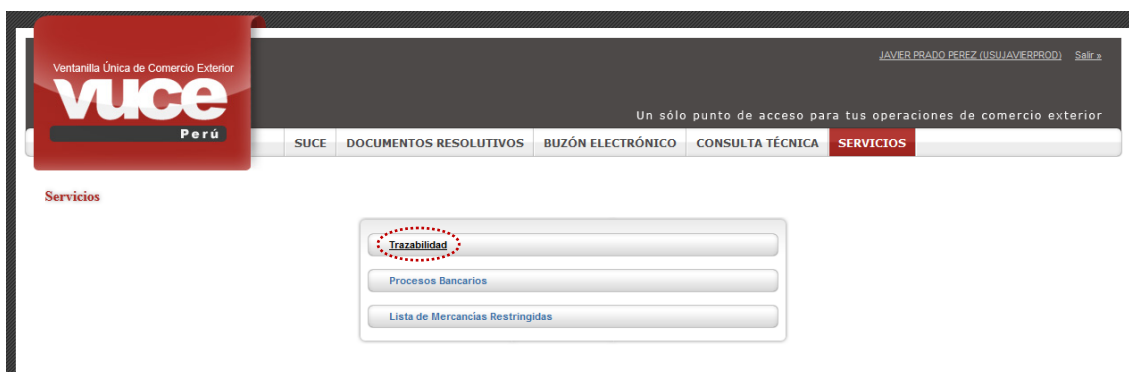 Ventanilla Única de Comercio Exterior
vuce
Perú
JAVIER PRADO PEREZ (USUJAVIERPROD) Salir »
Un sólo punto de acceso para tus operaciones de comercio exterior
SUCE DOCUMENTOS RESOLUTIVOS BUZÓN ELECTRÓNICO CONSULTA TÉCNICA SERVICIOS
Servicios
Trazabilidad
Procesos Bancarios
Lista de Mercancías Restringidas